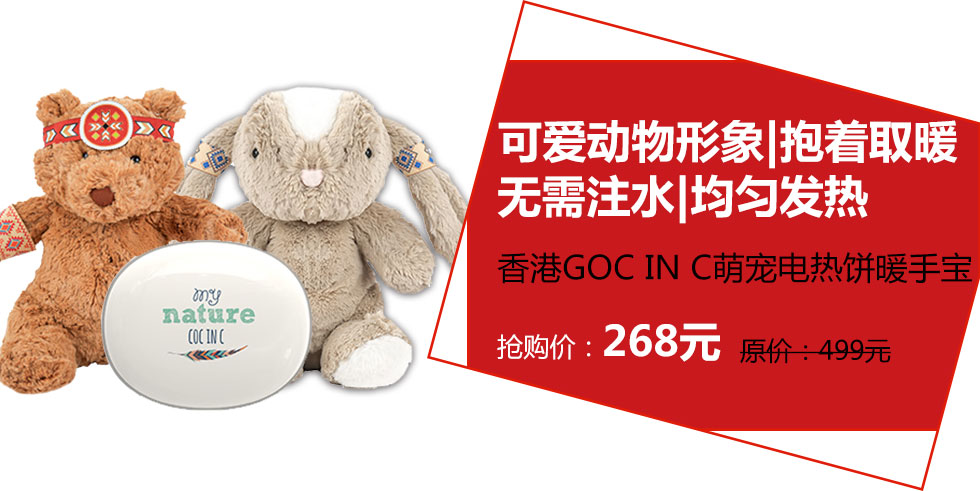 可爱动物形象|抱着取暖
无需注水|均匀发热
香港GOC IN C萌宠电热饼暖手宝
抢购价：268元 原价：499元
my
nature
COC IN C